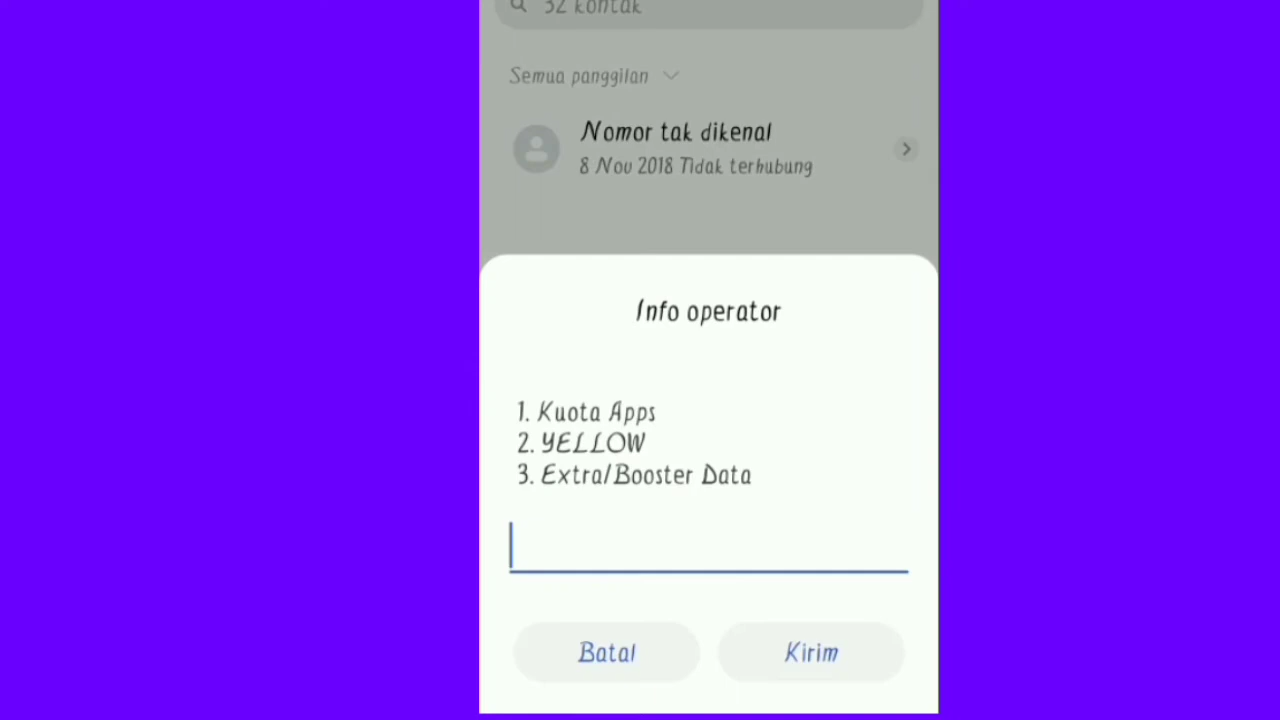 32 kontak
Semua panggilan
Nomor tak dikenal
8 Nov 2018 Tidak terhubung
Info operator
1. Kuota Apps
2. YELLOW
3. Extra/Booster Data
Batal
Kirim